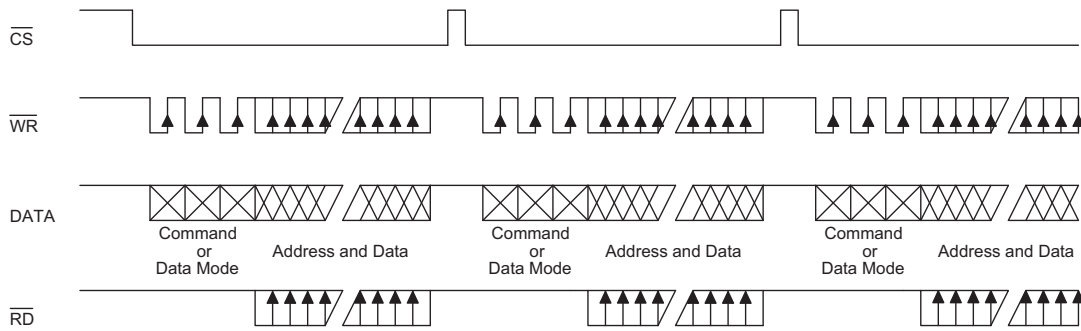 CS
WR
DATA
Command
or
Data Mode
Address and Data
Command
or
Data Mode
Address and Data
Command
or
Data Mode
Address and Data
RD